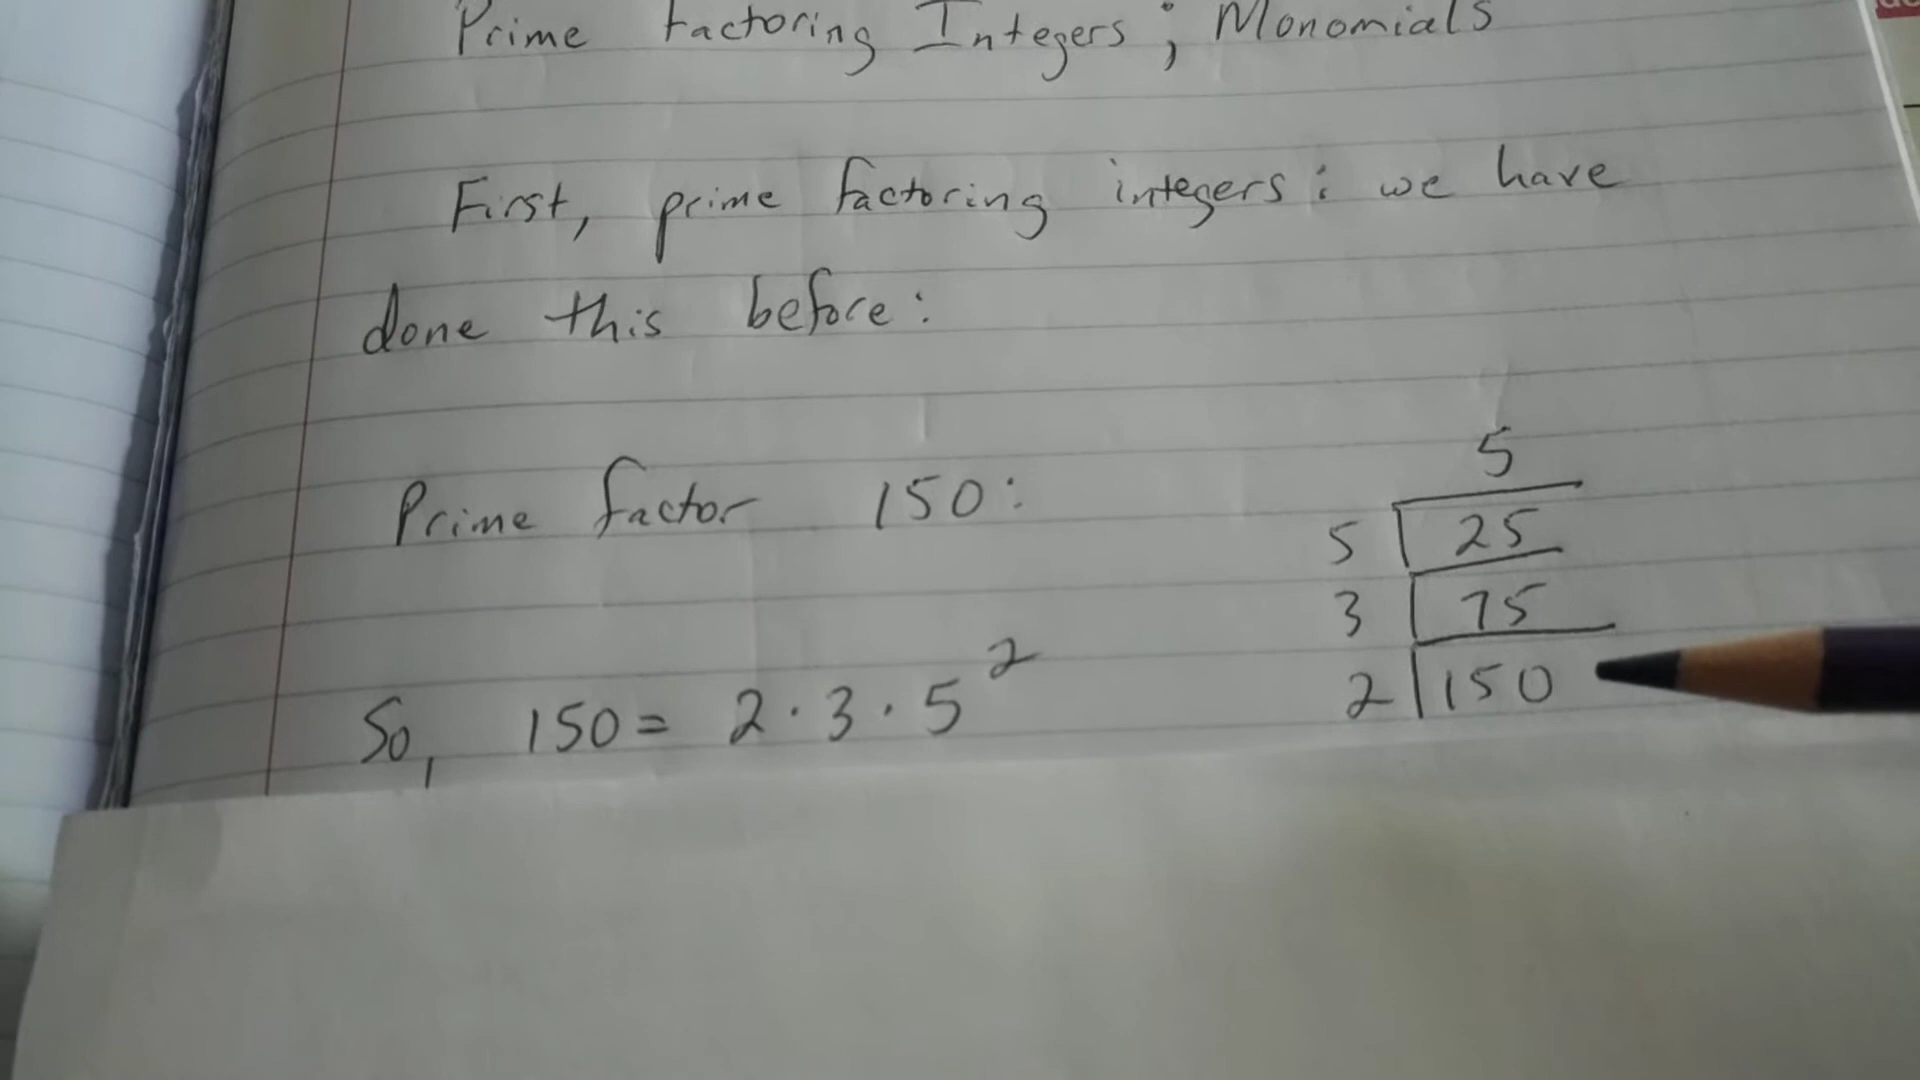 Prime factoring Integers; Monomials
First, prime factoring integers: we have
done this before:
Prime factor 150:
5
5 25
3 75
2 150
So, 150 = 2 · 3 · 5²